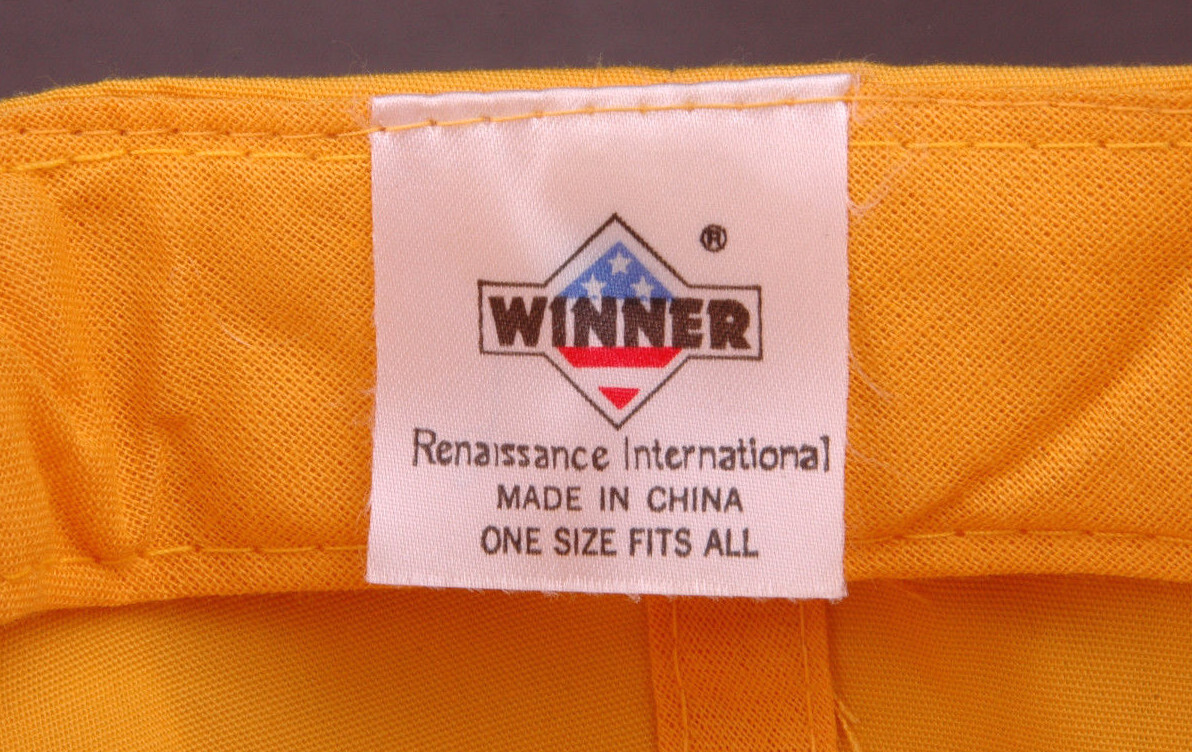 ®
WINNER
Renaissance International
MADE IN CHINA
ONE SIZE FITS ALL